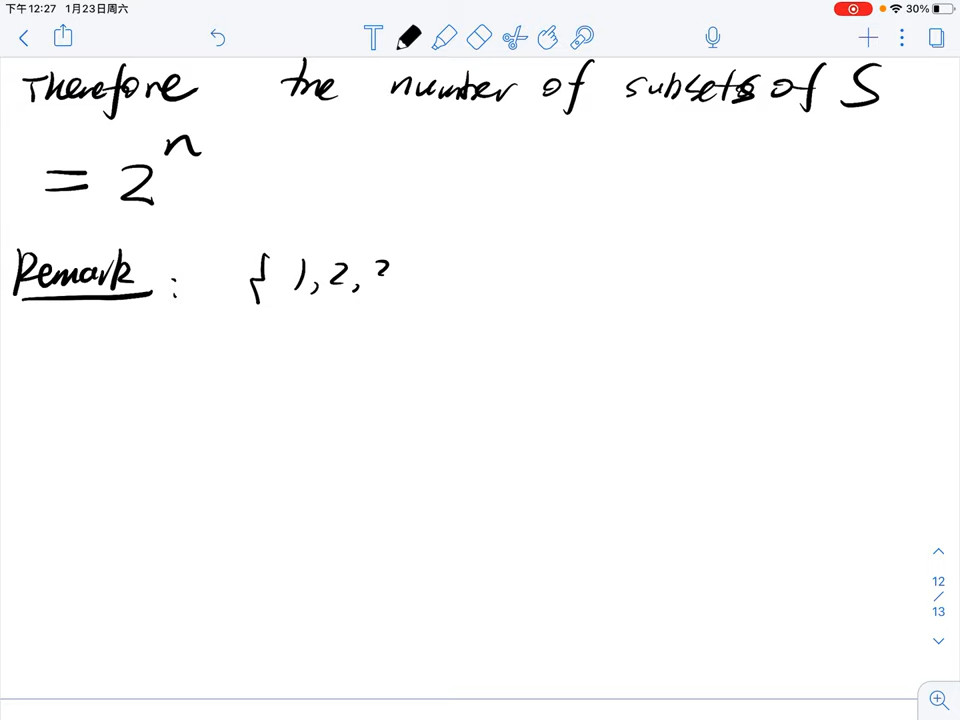 下午12:27 1月23日周六
30%
T
Therefore the number of subsets of S
= 2^n
Remark : { 1, 2,
12
/
13